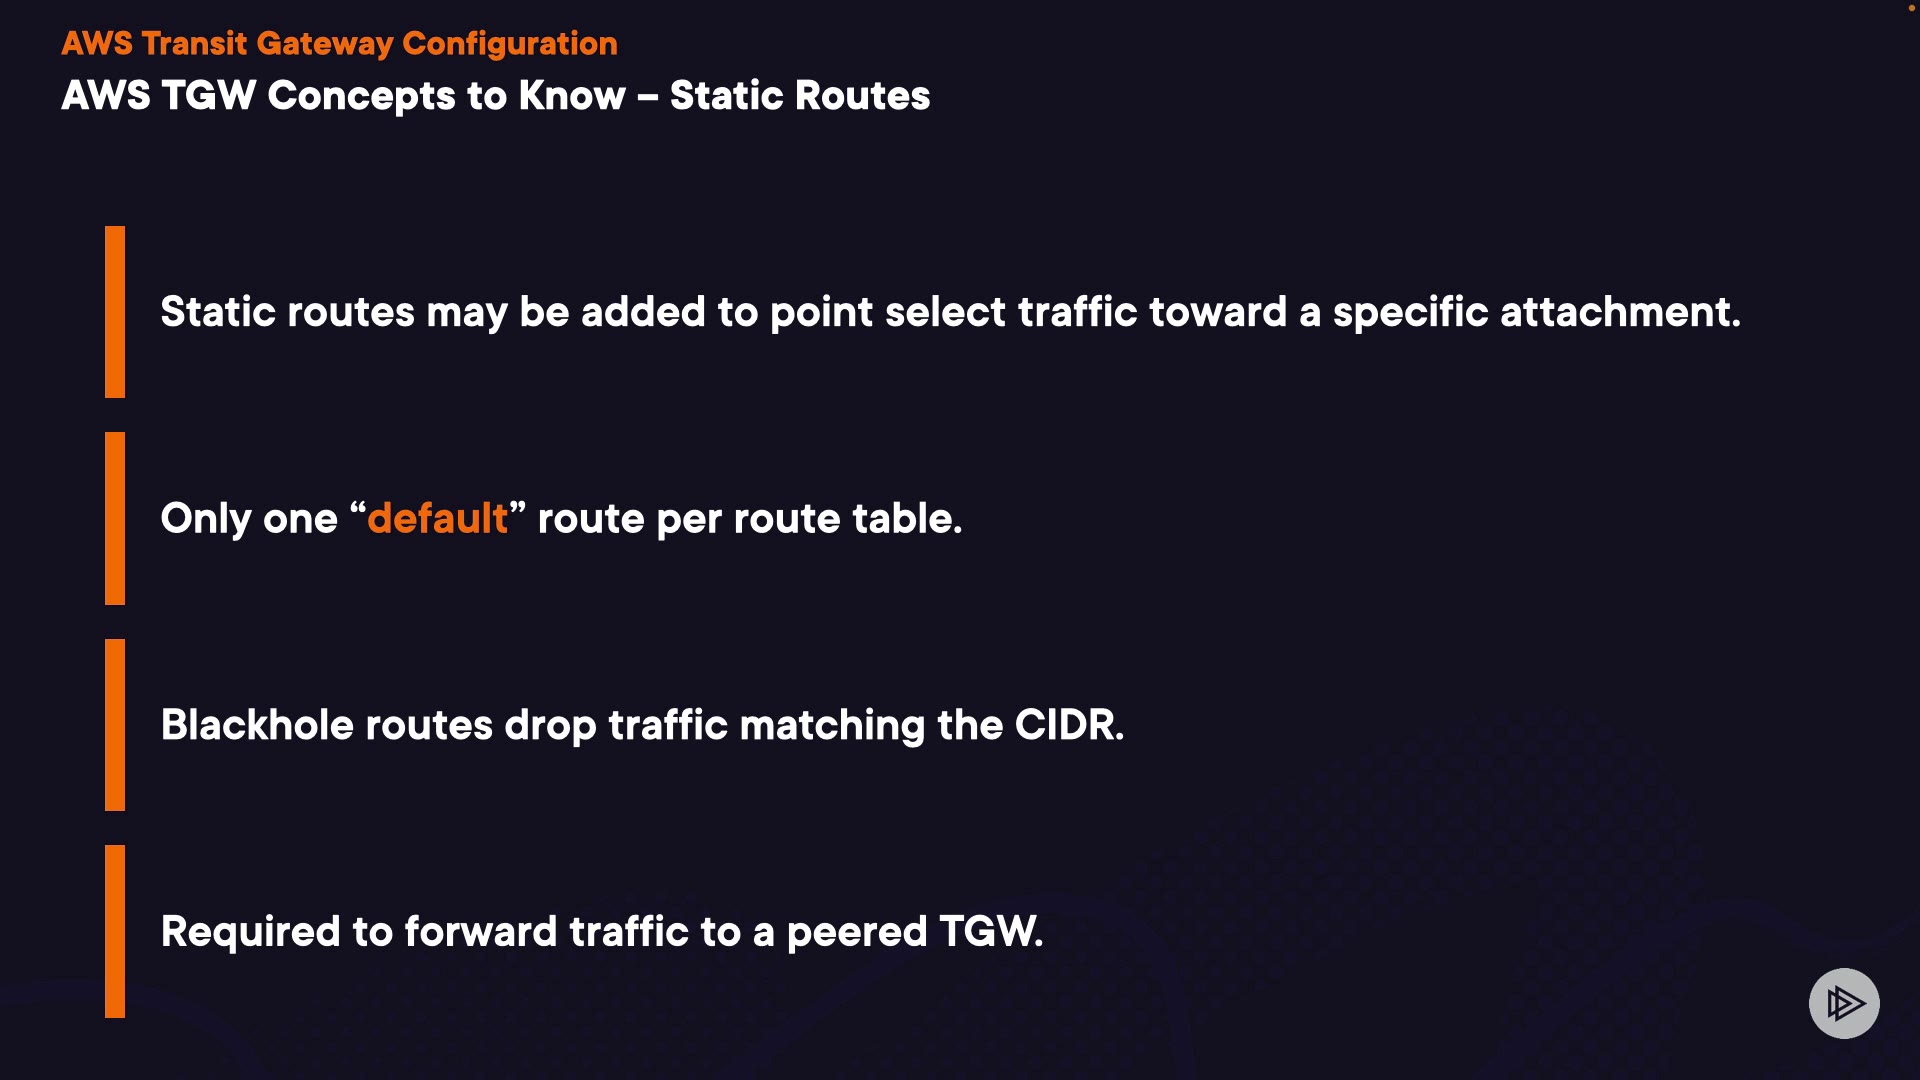 AWS Transit Gateway Configuration
AWS TGW Concepts to Know – Static Routes
Static routes may be added to point select traffic toward a specific attachment.
Only one “default” route per route table.
Blackhole routes drop traffic matching the CIDR.
Required to forward traffic to a peered TGW.